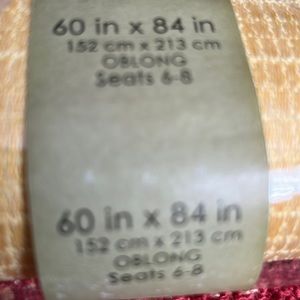 60 in x 84 in
152 cm x 213 cm
OBLONG
Seats 6-8
60 in x 84 in
152 cm x 213 cm
OBLONG
Seats 6-8